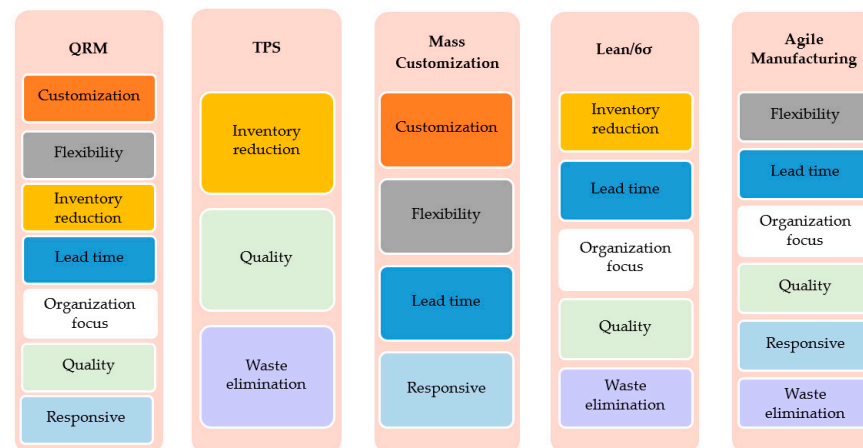 QRM
Customization
Flexibility
Inventory
reduction
Lead time
Organization
focus
Quality
Responsive
TPS
Inventory
reduction
Quality
Waste
elimination
Mass
Customization
Customization
Flexibility
Lead time
Responsive
Lean/6σ
Inventory
reduction
Lead time
Organization
focus
Quality
Waste
elimination
Agile
Manufacturing
Flexibility
Lead time
Organization
focus
Quality
Responsive
Waste
elimination